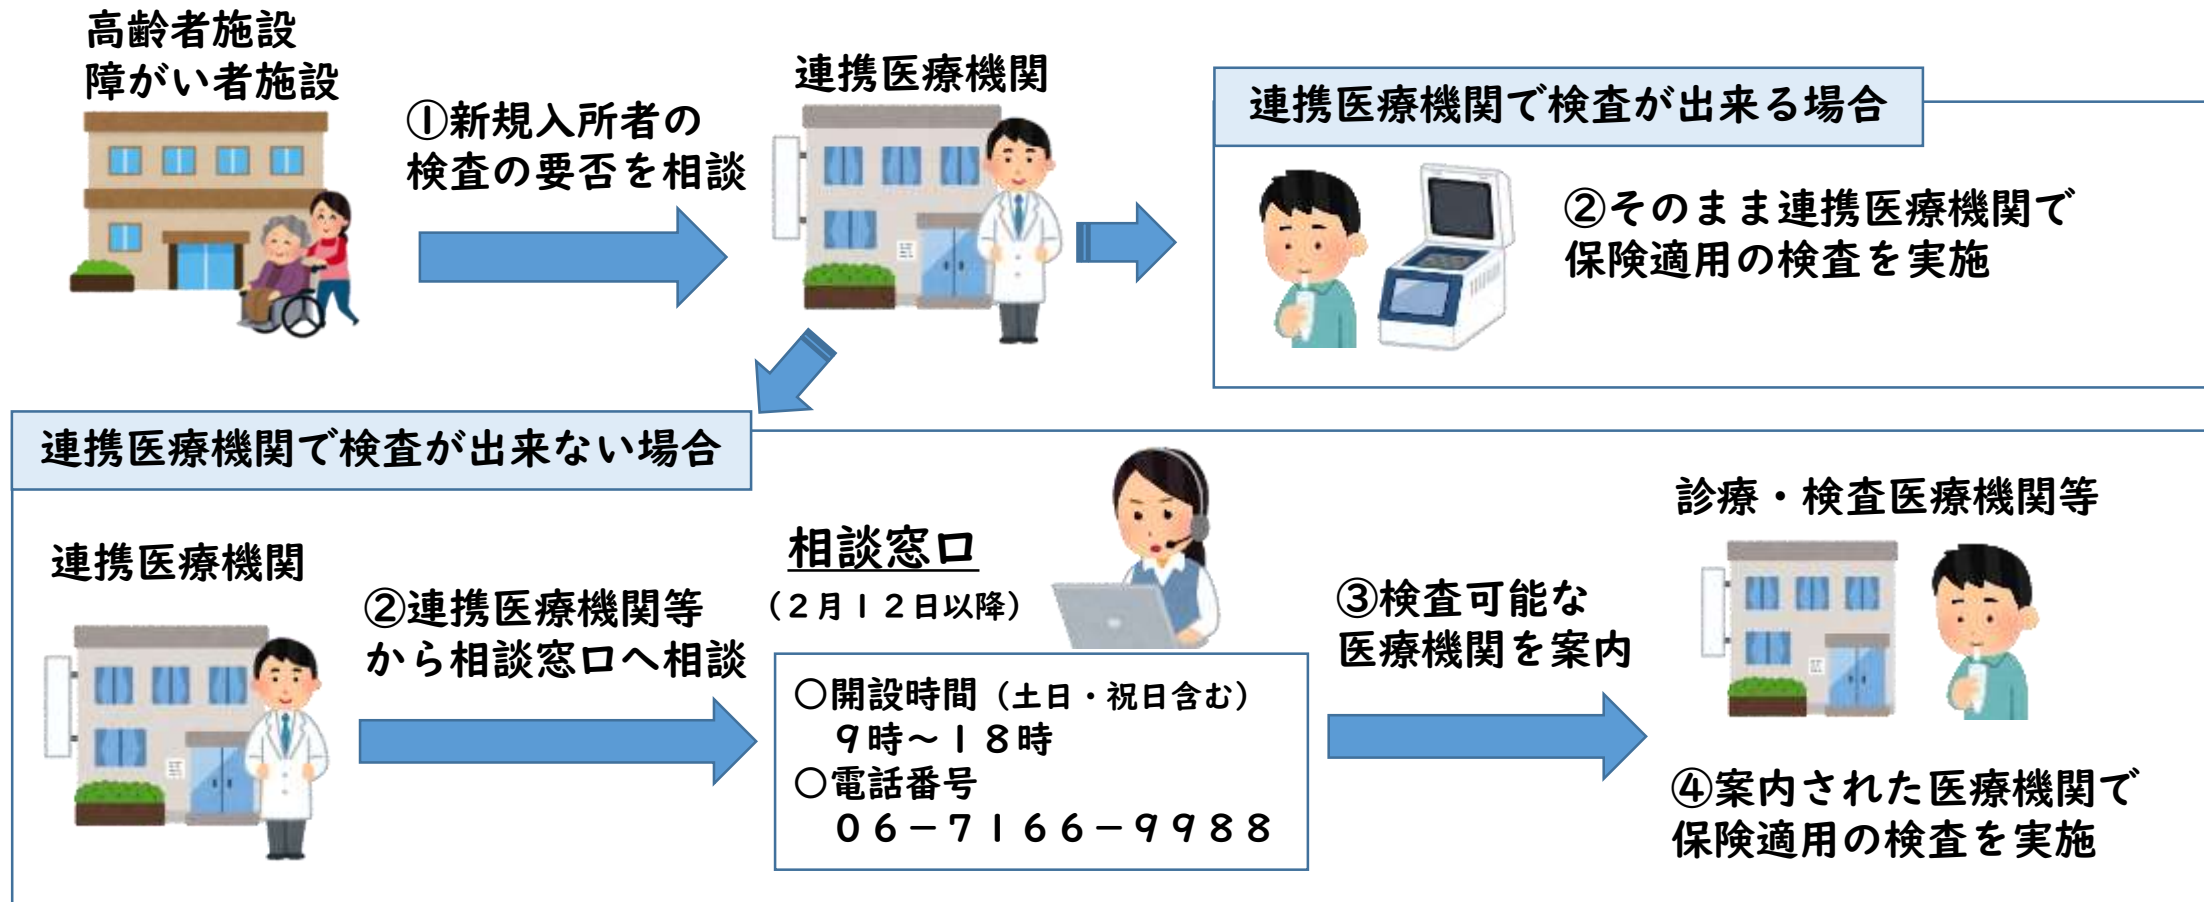 高齢者施設
障がい者施設
①新規入所者の
検査の要否を相談
連携医療機関
連携医療機関で検査が出来る場合
②そのまま連携医療機関で
保険適用の検査を実施
連携医療機関で検査が出来ない場合
連携医療機関
②連携医療機関等
から相談窓口へ相談
相談窓口
（２月１２日以降）
○開設時間（土日・祝日含む）
９時～１８時
○電話番号
０６－７１６６－９９８８
③検査可能な
医療機関を案内
診療・検査医療機関等
④案内された医療機関で
保険適用の検査を実施